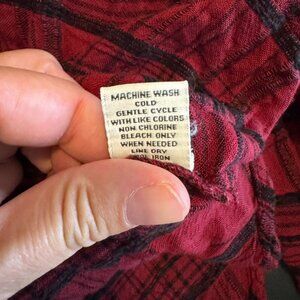 MACHINE WASH
COLD
GENTLE CYCLE
WITH LIKE COLORS
NON CHLORINE
BLEACH ONLY
WHEN NEEDED
LINE DRY
IRON